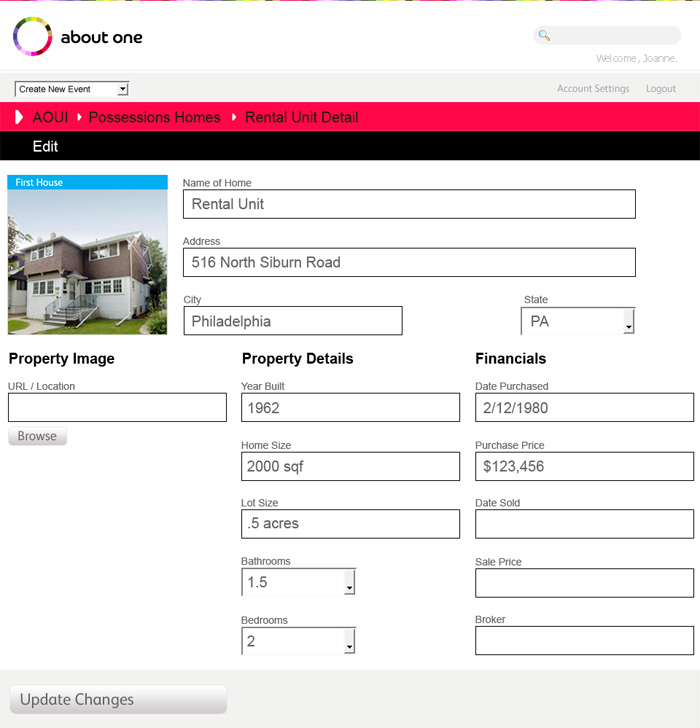 about one
Welcome, Joanne.
Create New Event
Account Settings Logout
AOUI Possessions Homes Rental Unit Detail
Edit
First House
Name of Home
Rental Unit
Address
516 North Siburn Road
City State
Philadelphia PA
Property Image Property Details Financials
URL / Location Year Built Date Purchased
1962 2/12/1980
Browse
Home Size Purchase Price
2000 sqf $123,456
Lot Size Date Sold
.5 acres
Bathrooms Sale Price
1.5
Bedrooms Broker
2
Update Changes